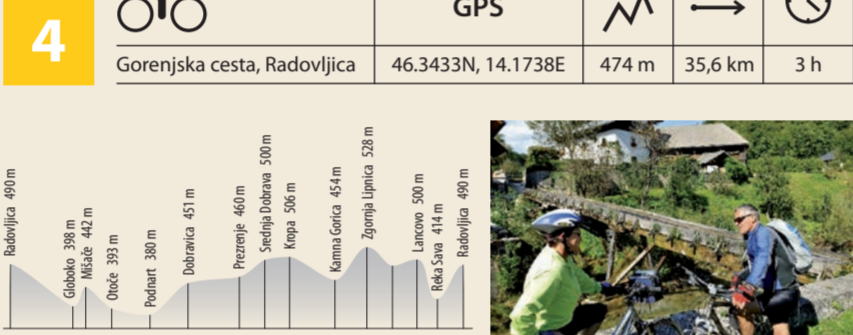 4
GPS
Gorenjska cesta, Radovljica 46.3433N, 14.1738E 474 m 35,6 km 3 h
Radovljica 490 m
Globoko 398 m
Mišače 442 m
Otoče 393 m
Podnart 380 m
Dobravica 451 m
Prezrenje 460 m
Srednja Dobrava 500 m
Kropa 506 m
Kamna Gorica 454 m
Zgornja Lipnica 528 m
Lancovo 500 m
Reka Sava 414 m
Radovljica 490 m